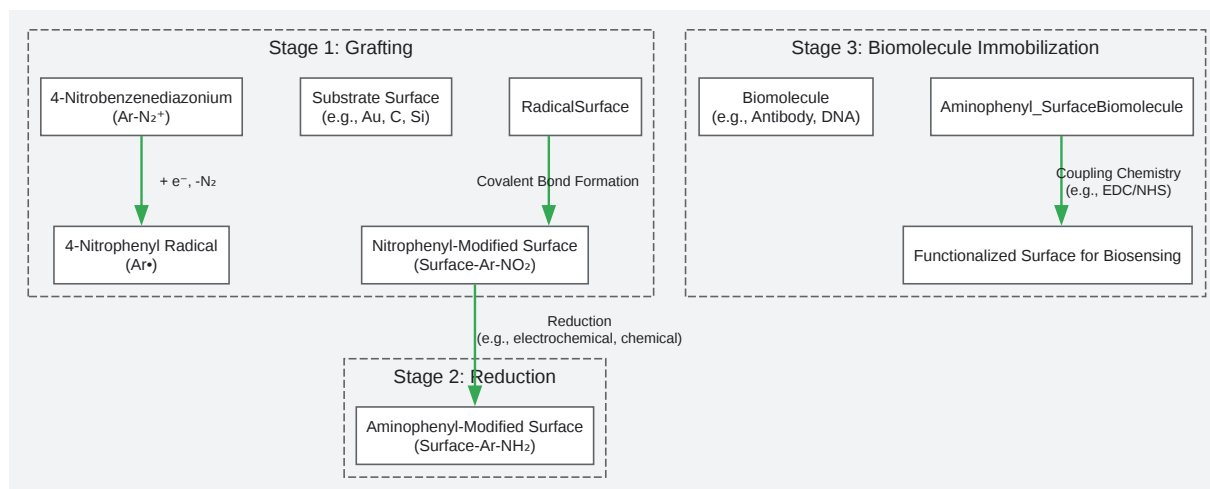 Stage 1: Grafting
4-Nitrobenzenediazonium
(Ar-N₂⁺)
Substrate Surface
(e.g., Au, C, Si)
RadicalSurface
+ e⁻, -N₂
Covalent Bond Formation
4-Nitrophenyl Radical
(Ar•)
Nitrophenyl-Modified Surface
(Surface-Ar-NO₂)
Reduction
(e.g., electrochemical, chemical)
Stage 2: Reduction
Aminophenyl-Modified Surface
(Surface-Ar-NH₂)
Stage 3: Biomolecule Immobilization
Biomolecule
(e.g., Antibody, DNA)
Aminophenyl_SurfaceBiomolecule
Coupling Chemistry
(e.g., EDC/NHS)
Functionalized Surface for Biosensing